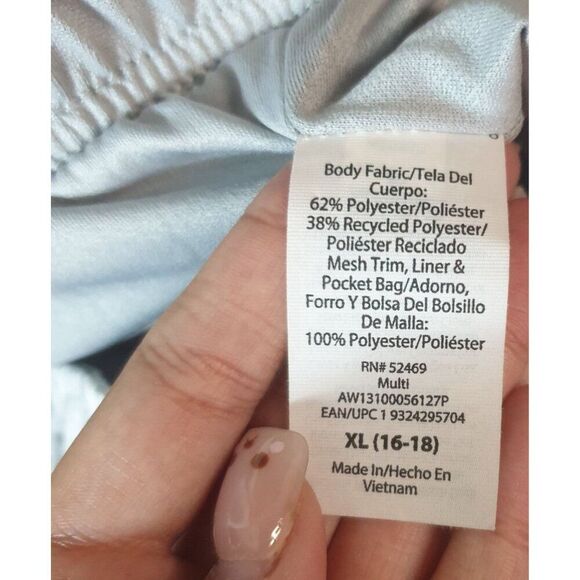 Body Fabric/Tela Del
Cuerpo:
62% Polyester/Poliéster
38% Recycled Polyester/
Poliéster Reciclado
Mesh Trim, Liner &
Pocket Bag/Adorno,
Forro Y Bolsa Del Bolsillo
De Malla:
100% Polyester/Poliéster
RN# 52469
Multi
AW13100056127P
EAN/UPC 1 9324295704
XL (16-18)
Made In/Hecho En
Vietnam